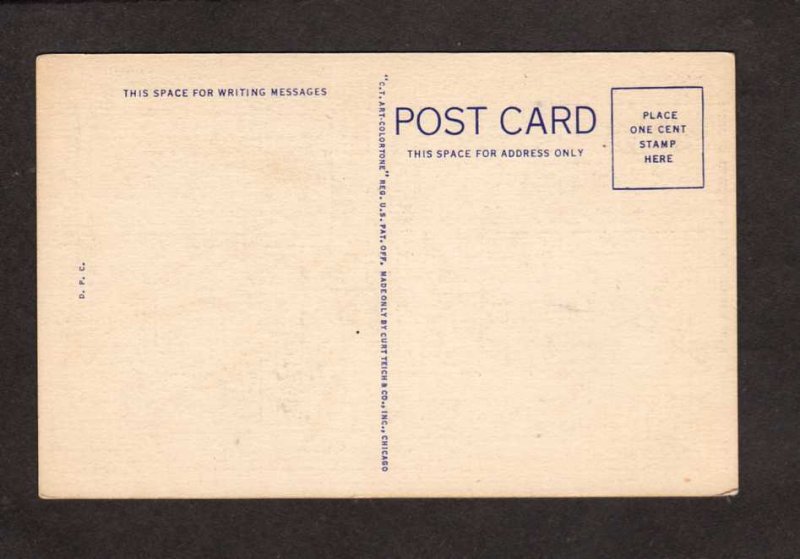 THIS SPACE FOR WRITING MESSAGES
D. P. C.
"C.T. ART-COLORTONE" REG. U.S. PAT. OFF. MADE ONLY BY CURT TEICH & CO., INC., CHICAGO
POST CARD
THIS SPACE FOR ADDRESS ONLY
PLACE
ONE CENT
STAMP
HERE